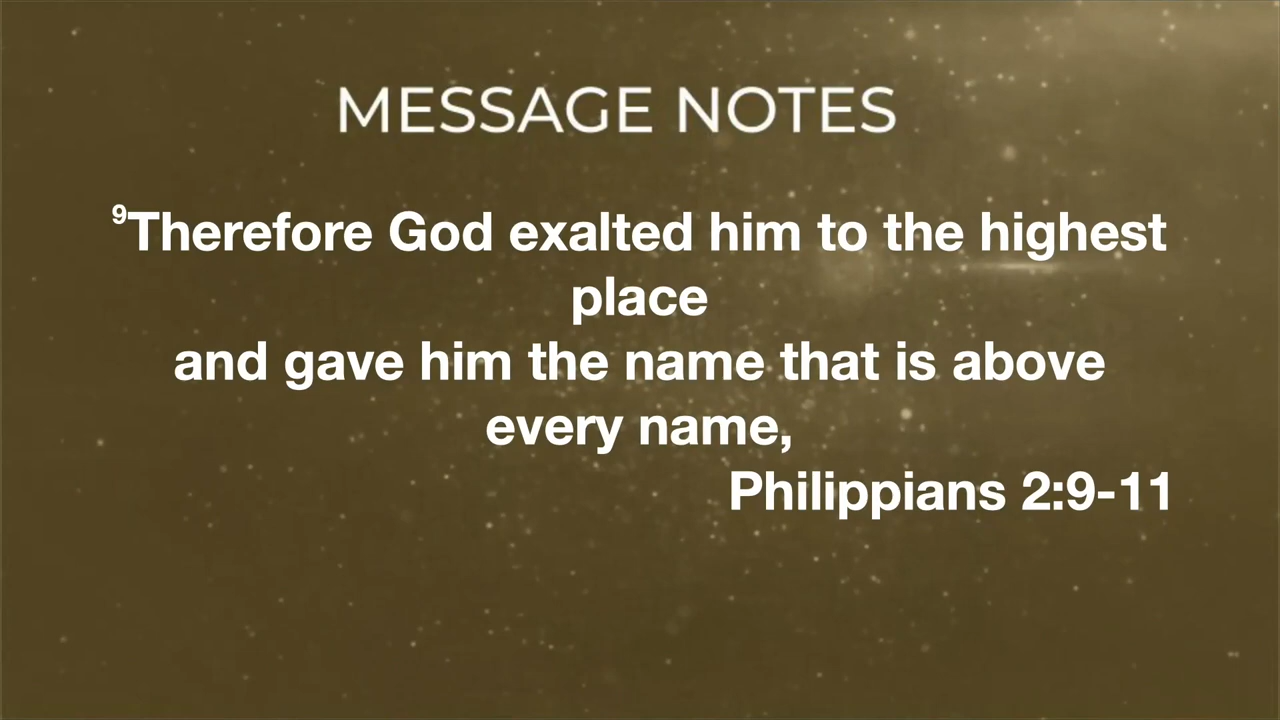 MESSAGE NOTES
⁹Therefore God exalted him to the highest
place
and gave him the name that is above
every name,
Philippians 2:9-11